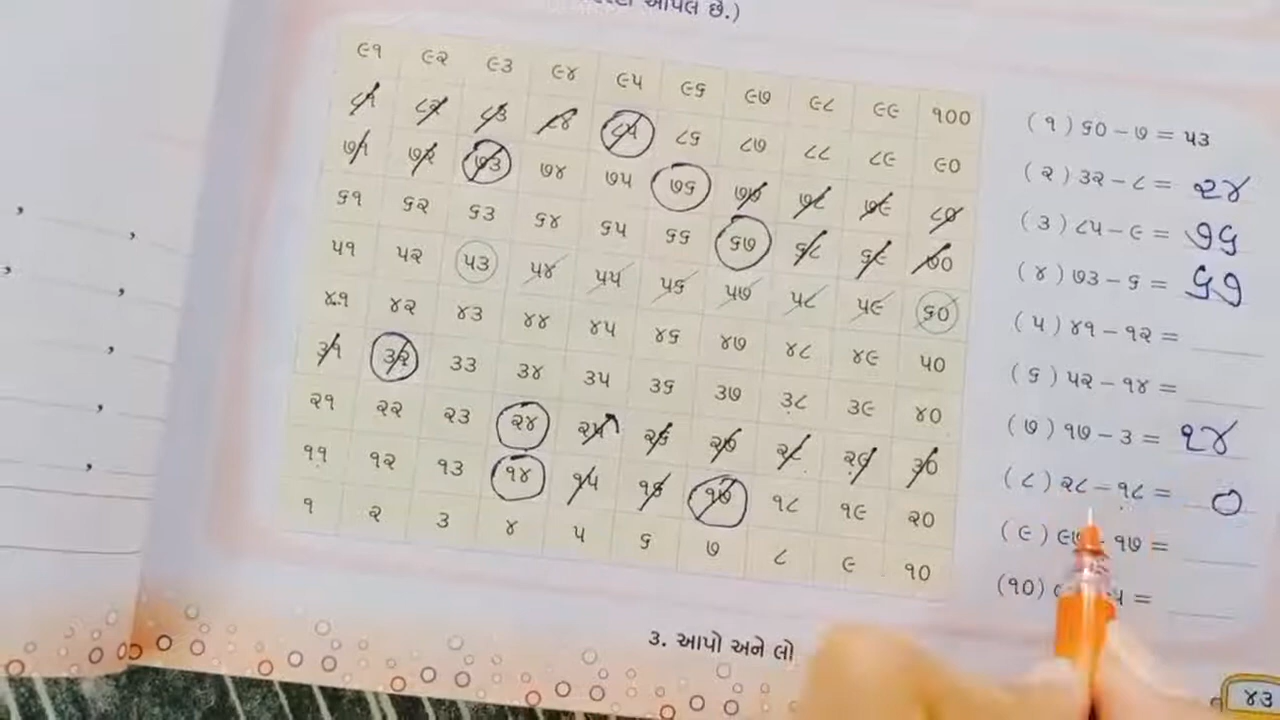 આપેલ છે.)
૯૧ ૯૨ ૯૩ ૯૪ ૯૫ ૯૬ ૯૭ ૯૮ ૯૯ ૧૦૦
૮૧ ૮૨ ૮૩ ૮૪ ૮૫ ૮૬ ૮૭ ૮૮ ૮૯ ૯૦
૭૧ ૭૨ ૭૩ ૭૪ ૭૫ ૭૬ ૭૭ ૭૮ ૭૯ ૮૦
૬૧ ૬૨ ૬૩ ૬૪ ૬૫ ૬૬ ૬૭ ૬૮ ૬૯ ૭૦
૫૧ ૫૨ ૫૩ ૫૪ ૫૫ ૫૬ ૫૭ ૫૮ ૫૯ ૬૦
૪૧ ૪૨ ૪૩ ૪૪ ૪૫ ૪૬ ૪૭ ૪૮ ૪૯ ૫૦
૩૧ ૩૨ ૩૩ ૩૪ ૩૫ ૩૬ ૩૭ ૩૮ ૩૯ ૪૦
૨૧ ૨૨ ૨૩ ૨૪ ૨૫ ૨૬ ૨૭ ૨૮ ૨૯ ૩૦
૧૧ ૧૨ ૧૩ ૧૪ ૧૫ ૧૬ ૧૭ ૧૮ ૧૯ ૨૦
૧ ૨ ૩ ૪ ૫ ૬ ૭ ૮ ૯ ૧૦
(૧) ૬૦ – ૭ = ૫૩
(૨) ૩૨ – ૮ = ૨૪
(૩) ૮૫ – ૯ = ૭૬
(૪) ૭૩ – ૬ = ૬૭
(૫) ૪૧ – ૧૨ =
(૬) ૫૨ – ૧૪ =
(૭) ૧૭ – ૩ = ૧૪
(૮) ૨૮ – ૧૮ = ૦
(૯) ૯૭ – ૧૭ =
(૧૦) ૫ =
૩. આપો અને લો
૪૩